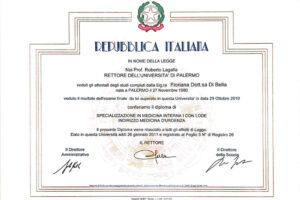 REPUBBLICA ITALIANA
IN NOME DELLA LEGGE
Noi Prof. Roberto Lagalla
RETTORE DELL'UNIVERSITA' DI PALERMO
veduti gli attestati degli studi compiuti dalla Sig.ra Floriana Dott.sa Di Bella
nata a PALERMO il 27 novembre 1980
veduto il risultato dell'esame finale da lei superato in questa Universita' in data 29 Ottobre 2010
conferiamo il diploma di
SPECIALIZZAZIONE IN MEDICINA INTERNA I CON LODE
INDIRIZZO MEDICINA D'URGENZA
Il presente Diploma viene rilasciato a tutti gli effetti di Legge.
Dato in questa Università addì 26 gennaio 2011 e registrato al Foglio 5 N° di Registro 26
IL RETTORE
Il Direttore
Amministrativo
Il Direttore
della Scuola